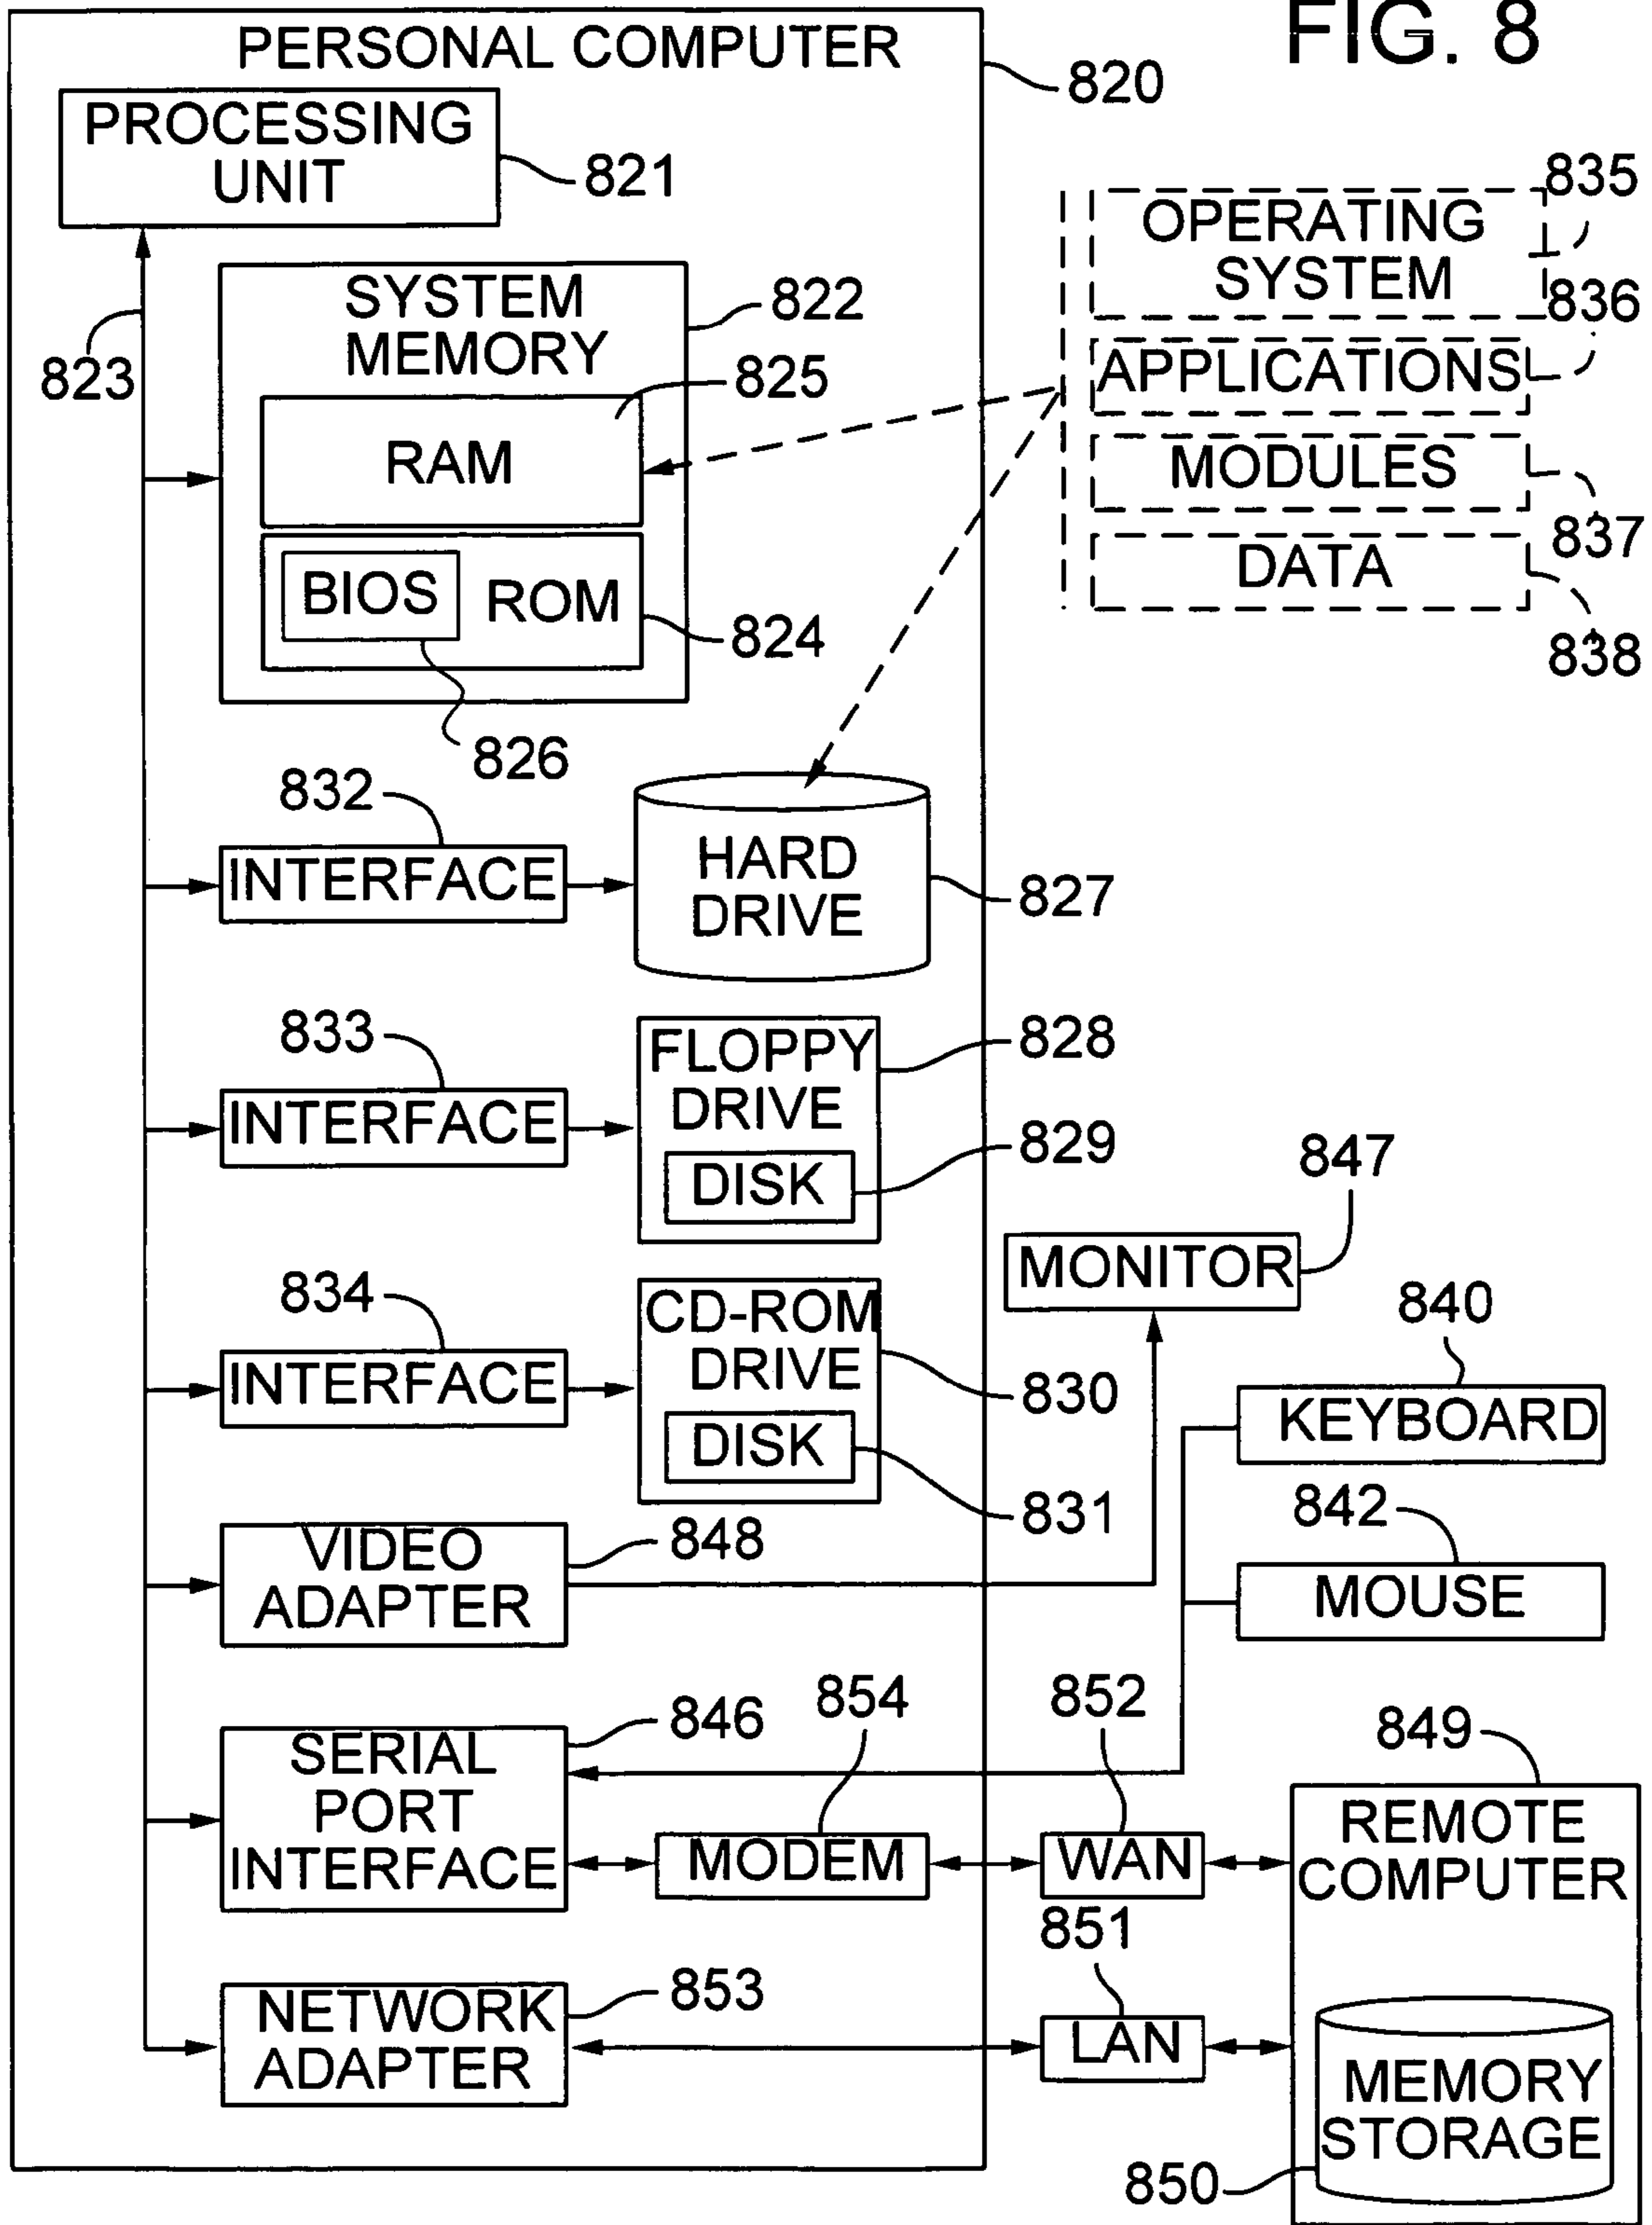 FIG. 8
PERSONAL COMPUTER
820
PROCESSING
UNIT
821
835
OPERATING
SYSTEM
836
SYSTEM
MEMORY
822
823
825
APPLICATIONS
RAM
MODULES
837
BIOS
ROM
824
DATA
838
826
832
INTERFACE
HARD
DRIVE
827
833
INTERFACE
FLOPPY
DRIVE
828
DISK
829
847
MONITOR
834
INTERFACE
CD-ROM
DRIVE
830
DISK
831
840
KEYBOARD
842
MOUSE
VIDEO
ADAPTER
848
846
SERIAL
PORT
INTERFACE
854
MODEM
852
WAN
849
REMOTE
COMPUTER
851
LAN
853
NETWORK
ADAPTER
MEMORY
STORAGE
850